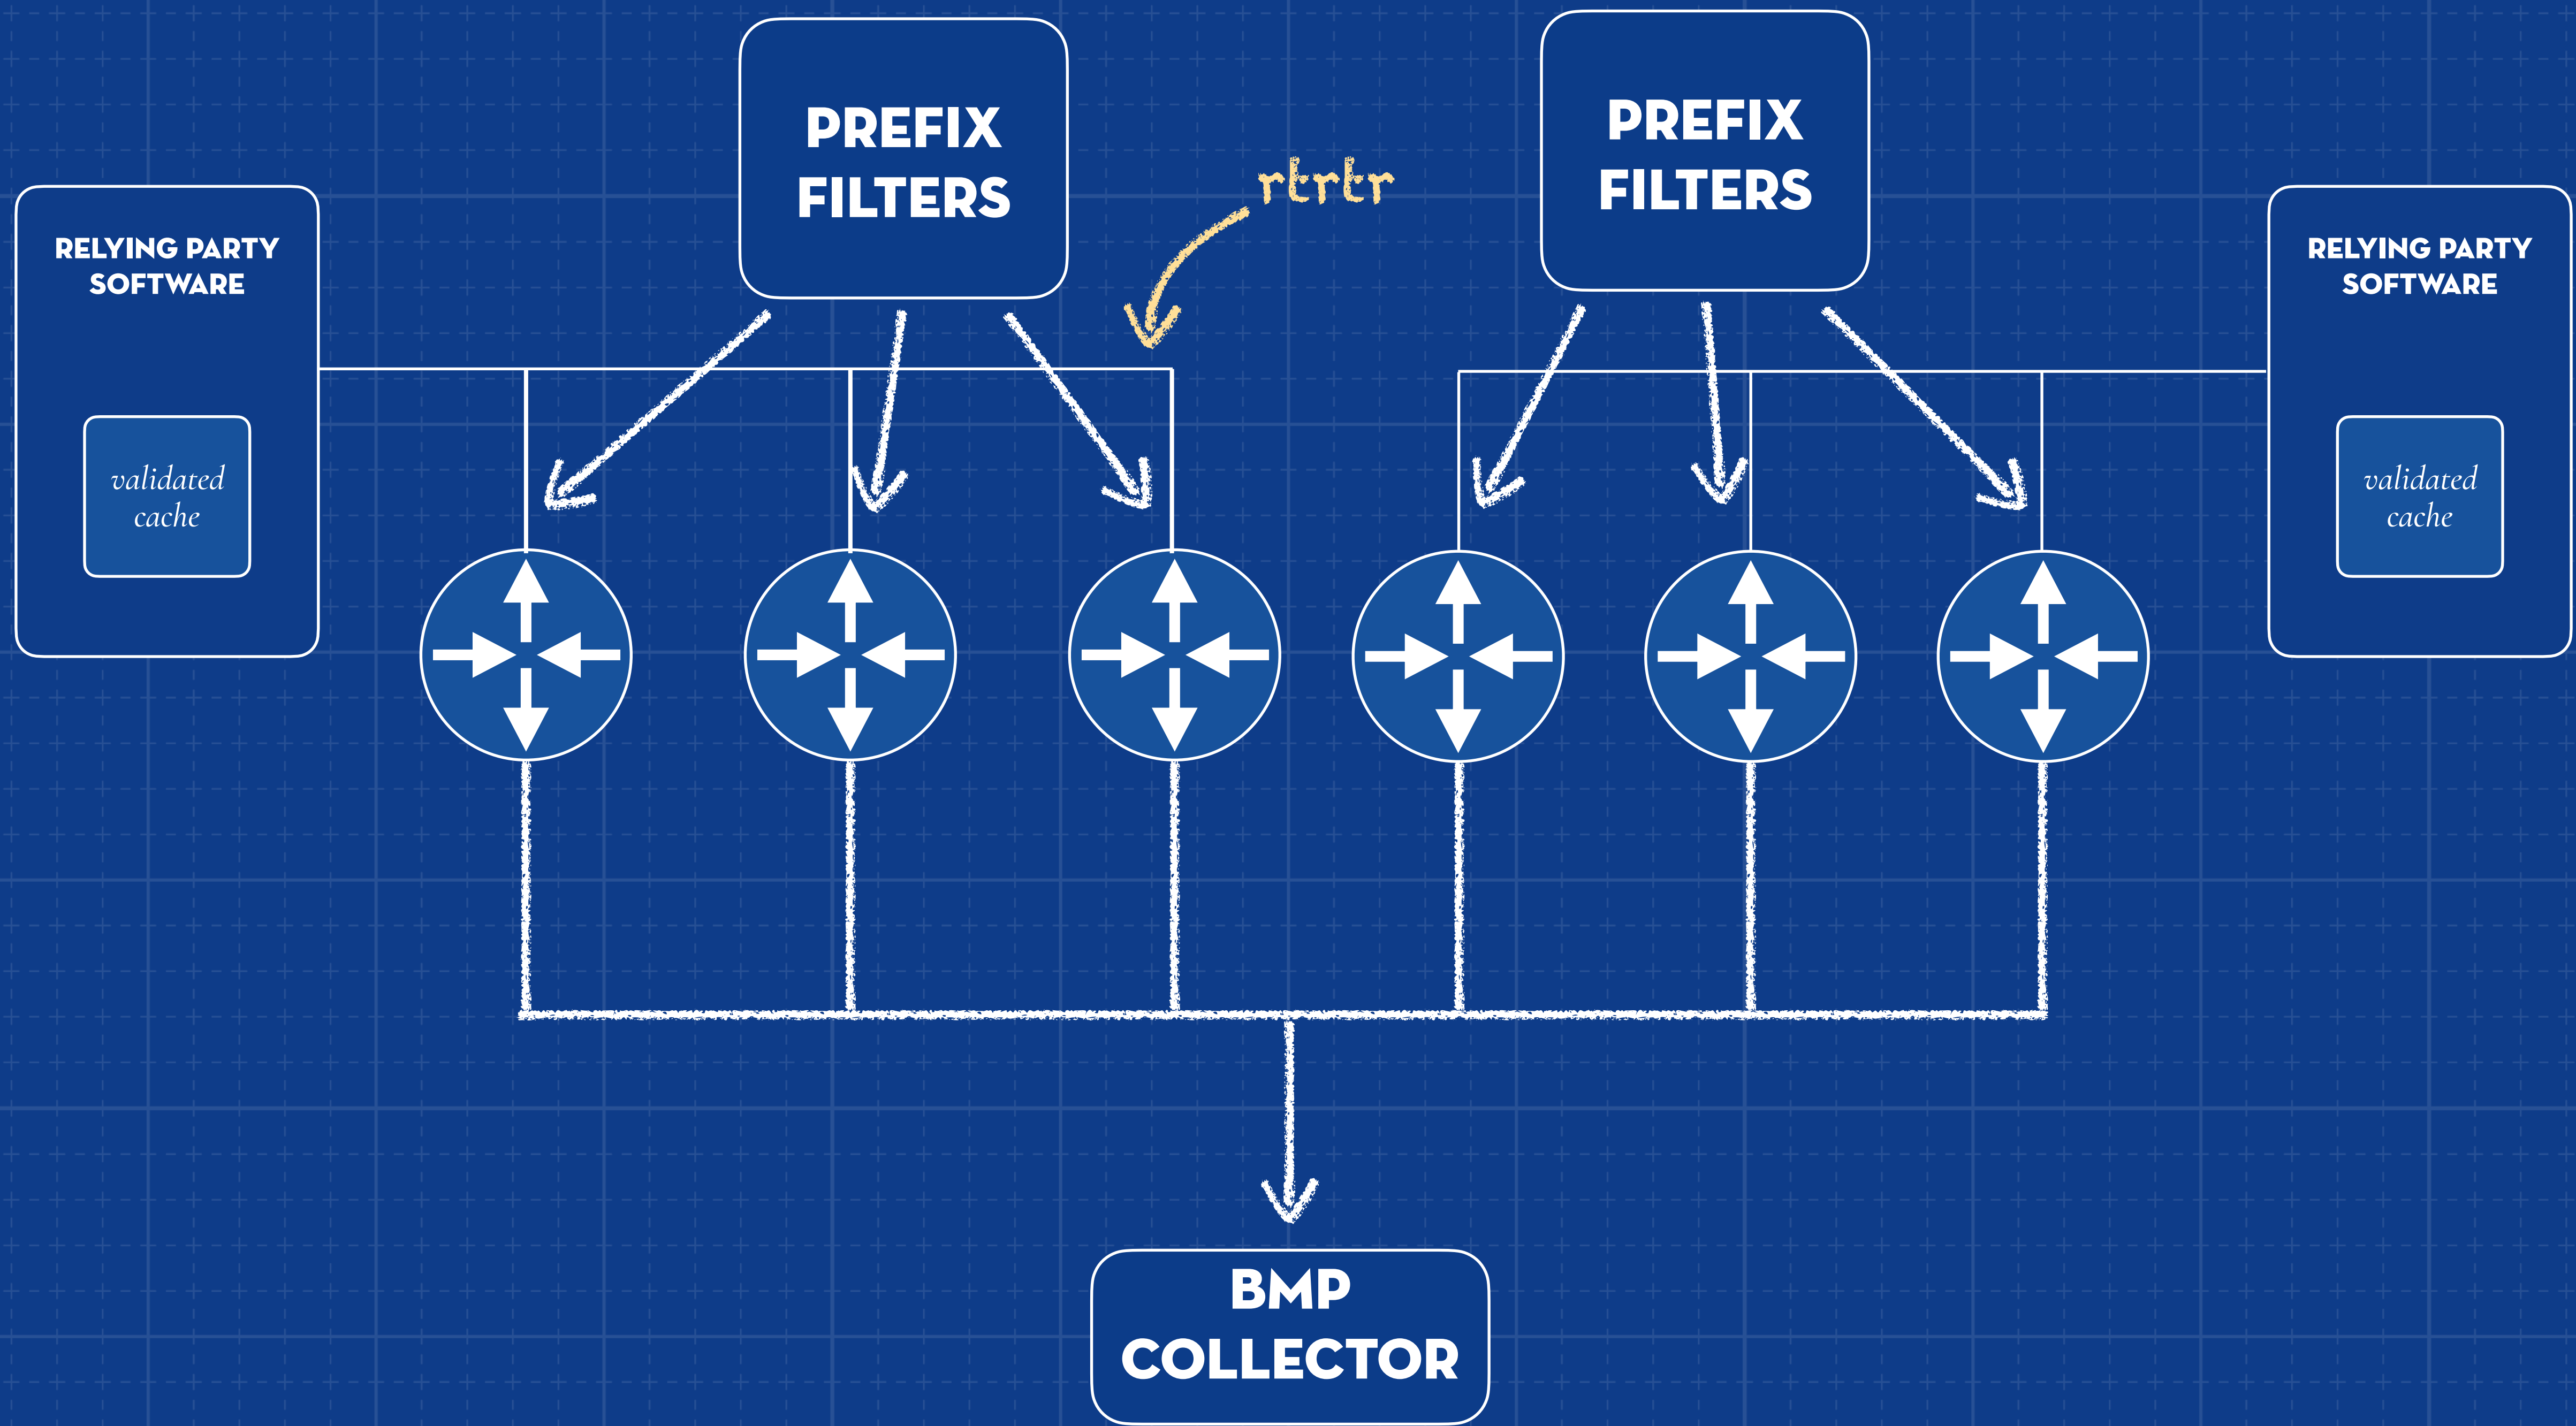 PREFIX
FILTERS
PREFIX
FILTERS
rtrtr
RELYING PARTY
SOFTWARE
validated
cache
RELYING PARTY
SOFTWARE
validated
cache
BMP
COLLECTOR